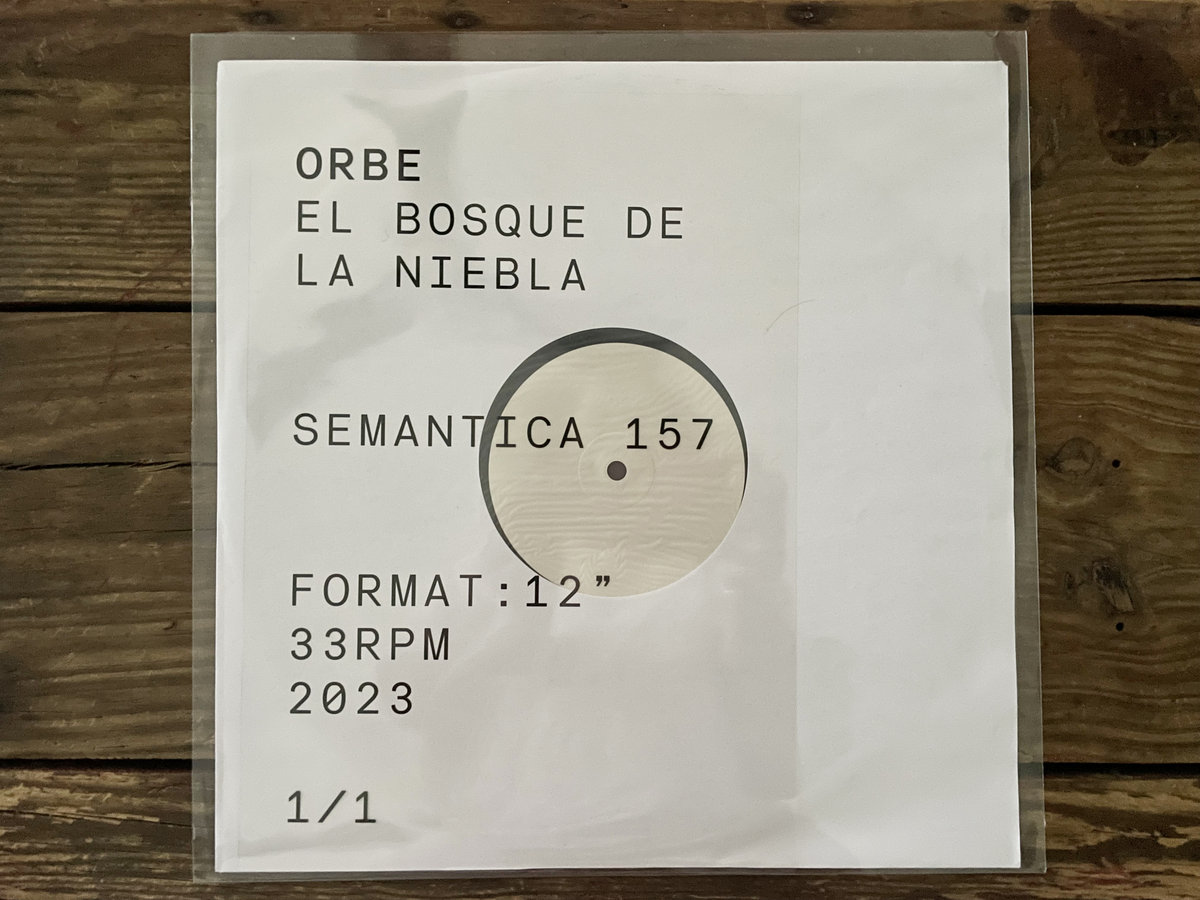 ORBE
EL BOSQUE DE
LA NIEBLA
SEMANTICA 157
FORMAT:12”
33RPM
2023
1/1